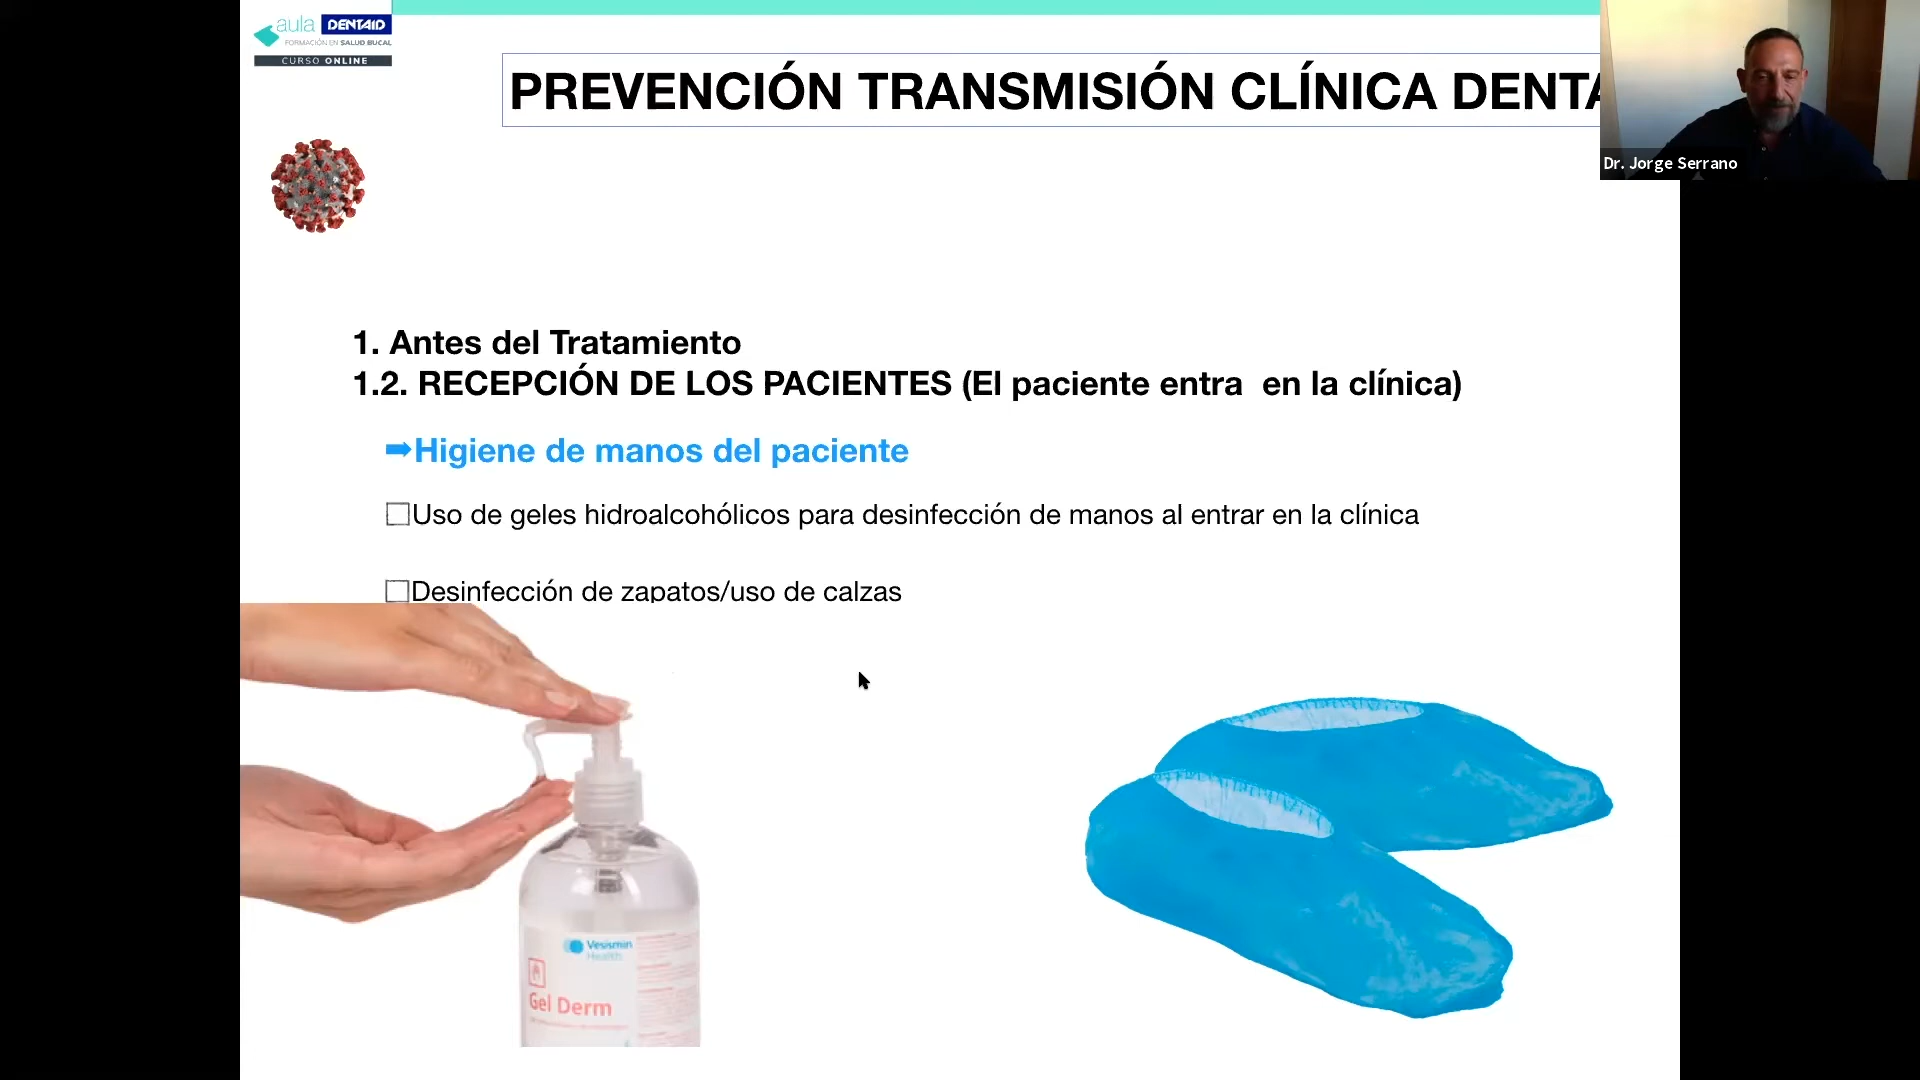 aula DENTAID
FORMACIÓN EN SALUD BUCAL
CURSO ONLINE
PREVENCIÓN TRANSMISIÓN CLÍNICA DENTA
Dr. Jorge Serrano
1. Antes del Tratamiento
1.2. RECEPCIÓN DE LOS PACIENTES (El paciente entra en la clínica)
➡Higiene de manos del paciente
☐Uso de geles hidroalcohólicos para desinfección de manos al entrar en la clínica
☐Desinfección de zapatos/uso de calzas
Vesismin
Health
Gel Derm